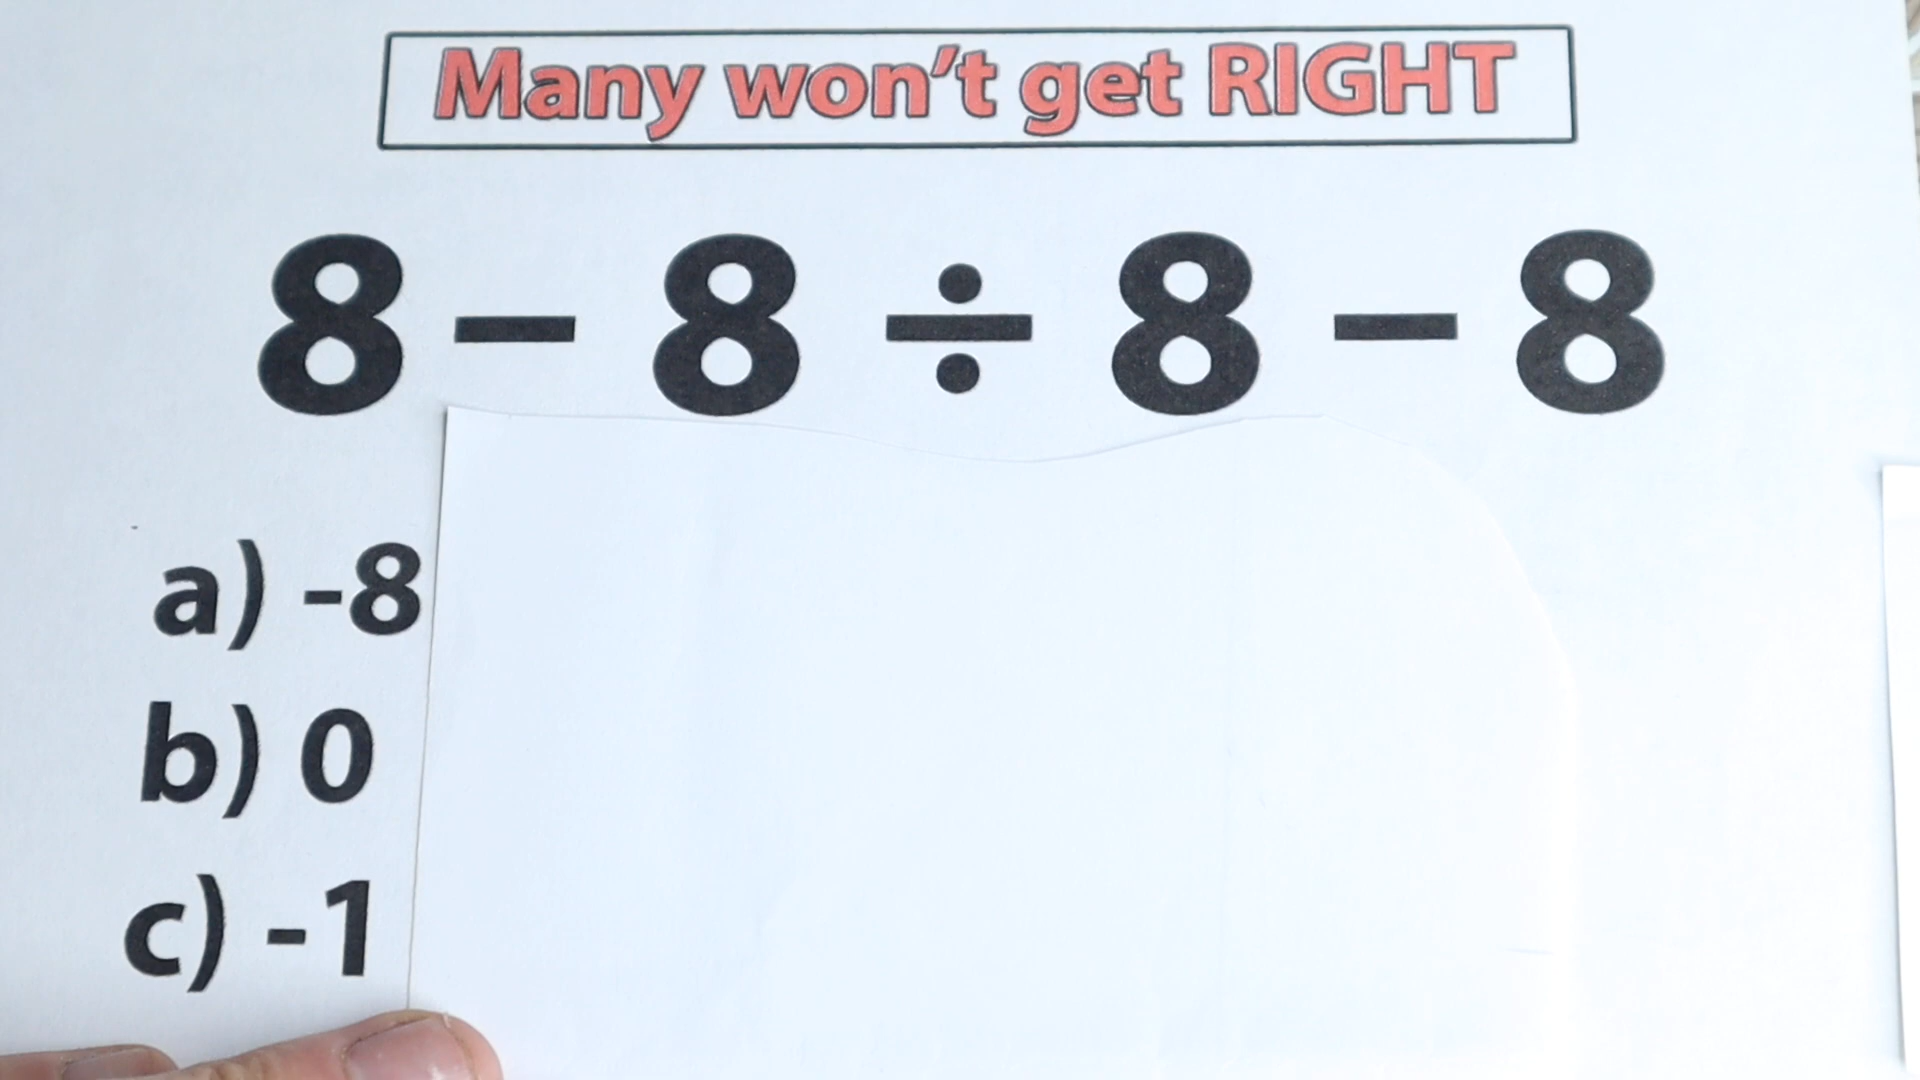 Many won't get RIGHT
8 – 8 ÷ 8 – 8
a) -8
b) 0
c) -1